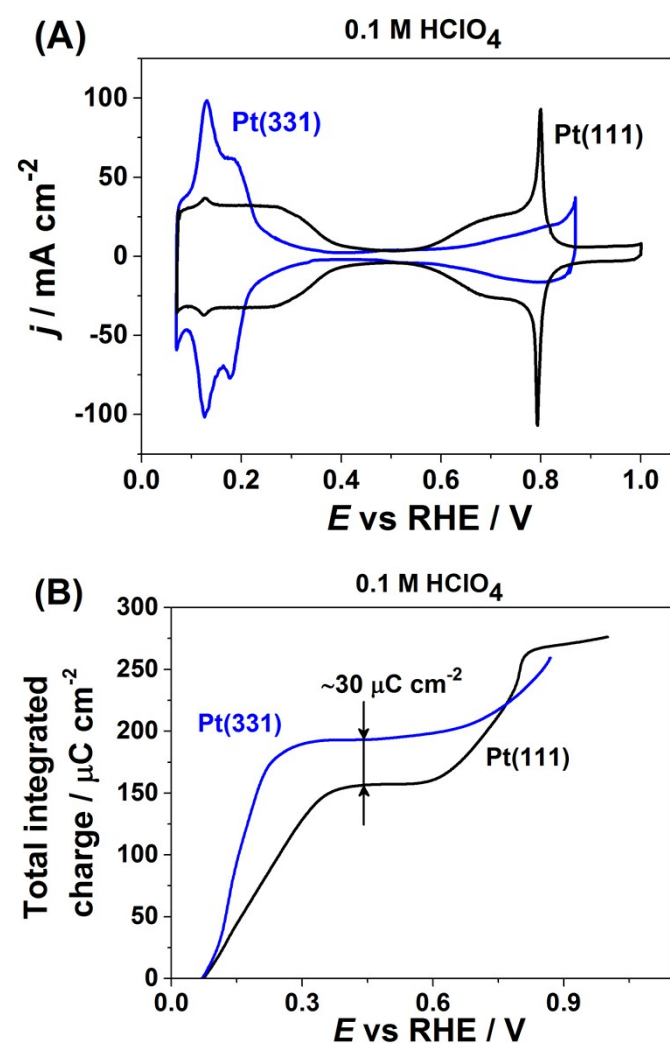 (A)
0.1 M HClO₄
j / mA cm⁻²
100
50
0
-50
-100
Pt(331)
Pt(111)
0.0 0.2 0.4 0.6 0.8 1.0
E vs RHE / V
(B)
0.1 M HClO₄
Total integrated
charge / μC cm⁻²
300
250
200
150
100
50
0
~30 μC cm⁻²
Pt(331)
Pt(111)
0.0 0.3 0.6 0.9
E vs RHE / V